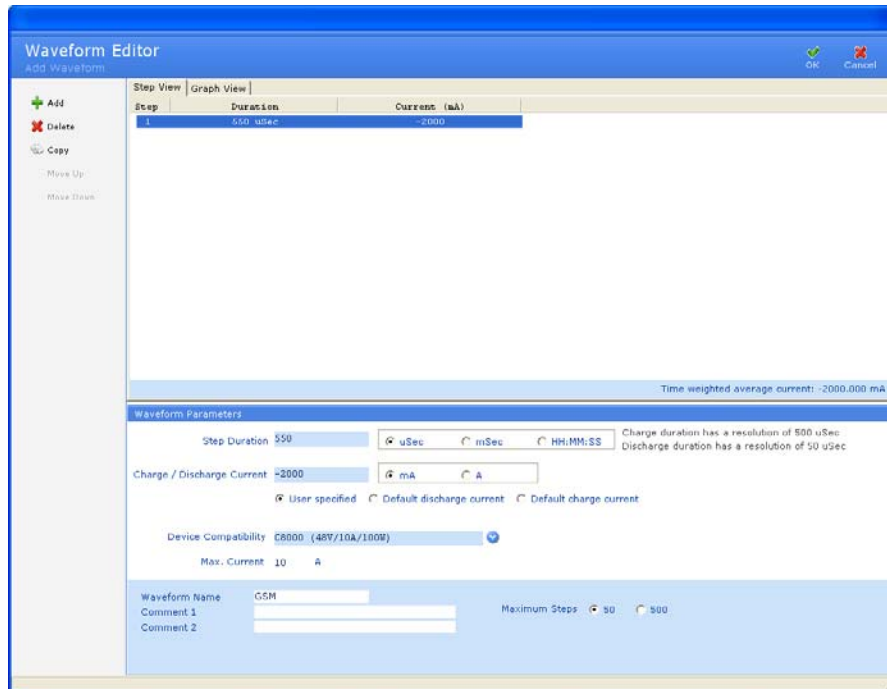 Waveform Editor
Add Waveform
OK
Cancel
Add
Delete
Copy
Move Up
Move Down
Step View
Graph View
Step Duration Current (mA)
1 550 uSec -2000
Time weighted average current: -2000.000 mA
Waveform Parameters
Step Duration 550 uSec mSec HH:MM:SS
Charge duration has a resolution of 500 uSec
Discharge duration has a resolution of 50 uSec
Charge / Discharge Current -2000 mA A
User specified Default discharge current Default charge current
Device Compatibility C8000 (48V/10A/100W)
Max. Current 10 A
Waveform Name GSM
Comment 1
Comment 2
Maximum Steps 50 500